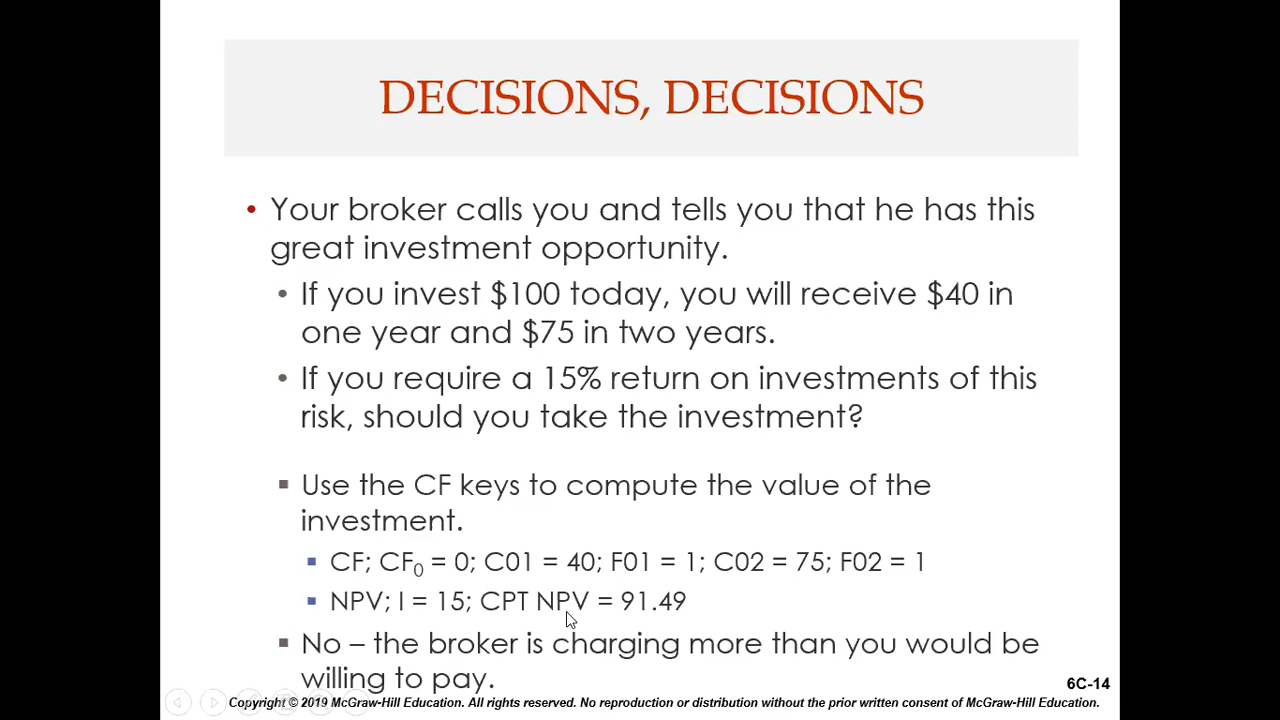 DECISIONS, DECISIONS
• Your broker calls you and tells you that he has this
great investment opportunity.
• If you invest $100 today, you will receive $40 in
one year and $75 in two years.
• If you require a 15% return on investments of this
risk, should you take the investment?
▪ Use the CF keys to compute the value of the
investment.
▪ CF; CF₀ = 0; C01 = 40; F01 = 1; C02 = 75; F02 = 1
▪ NPV; I = 15; CPT NPV = 91.49
▪ No – the broker is charging more than you would be
willing to pay.
6C-14
Copyright © 2019 McGraw-Hill Education. All rights reserved. No reproduction or distribution without the prior written consent of McGraw-Hill Education.